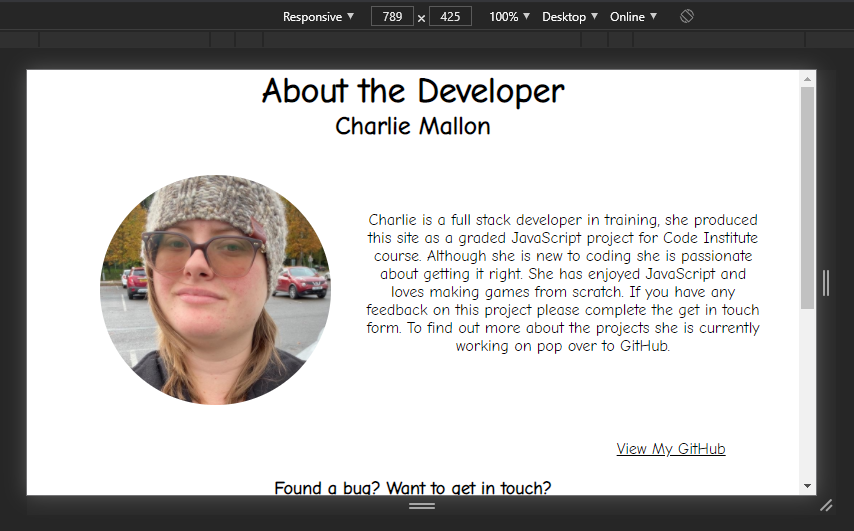 Responsive 789 × 425 100% Desktop Online
About the Developer
Charlie Mallon
Charlie is a full stack developer in training, she produced
this site as a graded JavaScript project for Code Institute
course. Although she is new to coding she is passionate
about getting it right. She has enjoyed JavaScript and
loves making games from scratch. If you have any
feedback on this project please complete the get in touch
form. To find out more about the projects she is currently
working on pop over to GitHub.
View My GitHub
Found a bug? Want to get in touch?